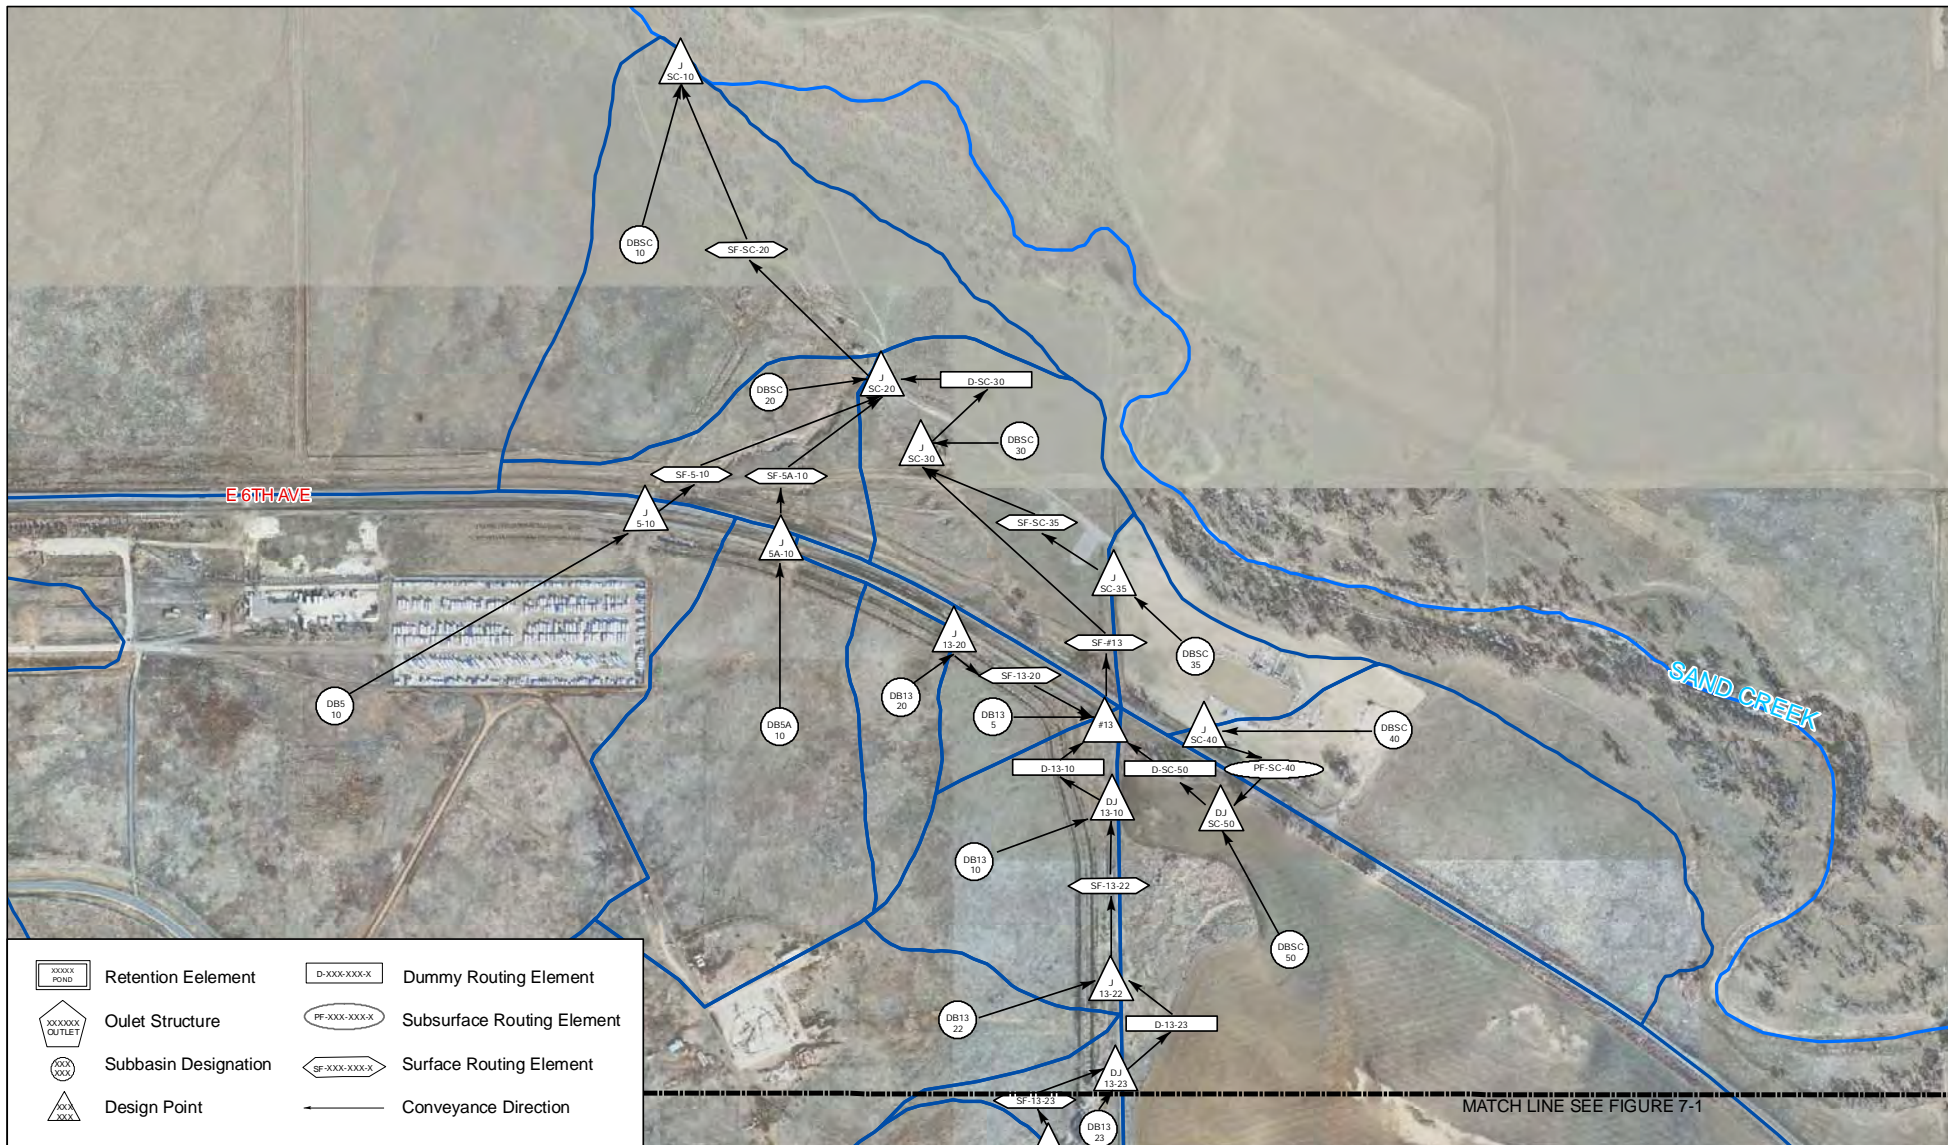 J
SC-10
DBSC
10
SF-SC-20
J
SC-20
DBSC
20
D-SC-30
J
SC-30
DBSC
30
SF-5-10
SF-5A-10
E 6TH AVE
J
5-10
J
5A-10
SF-SC-35
J
SC-35
DBSC
35
SF-#13
J
13-20
SF-13-20
DB5
10
DB5A
10
DB13
20
DB13
5
#13
J
SC-40
DBSC
40
SAND CREEK
D-13-10
D-SC-50
PF-SC-40
DJ
13-10
DJ
SC-50
DB13
10
SF-13-22
DBSC
50
J
13-22
DB13
22
D-13-23
DJ
13-23
SF-13-23
DB13
23
MATCH LINE SEE FIGURE 7-1
XXXXX
POND
Retention Eelement
D-XXX-XXX-X
Dummy Routing Element
XXXXXX
OUTLET
Oulet Structure
PF-XXX-XXX-X
Subsurface Routing Element
XXX
XXX
Subbasin Designation
SF-XXX-XXX-X
Surface Routing Element
XXX
XXX
Design Point
Conveyance Direction